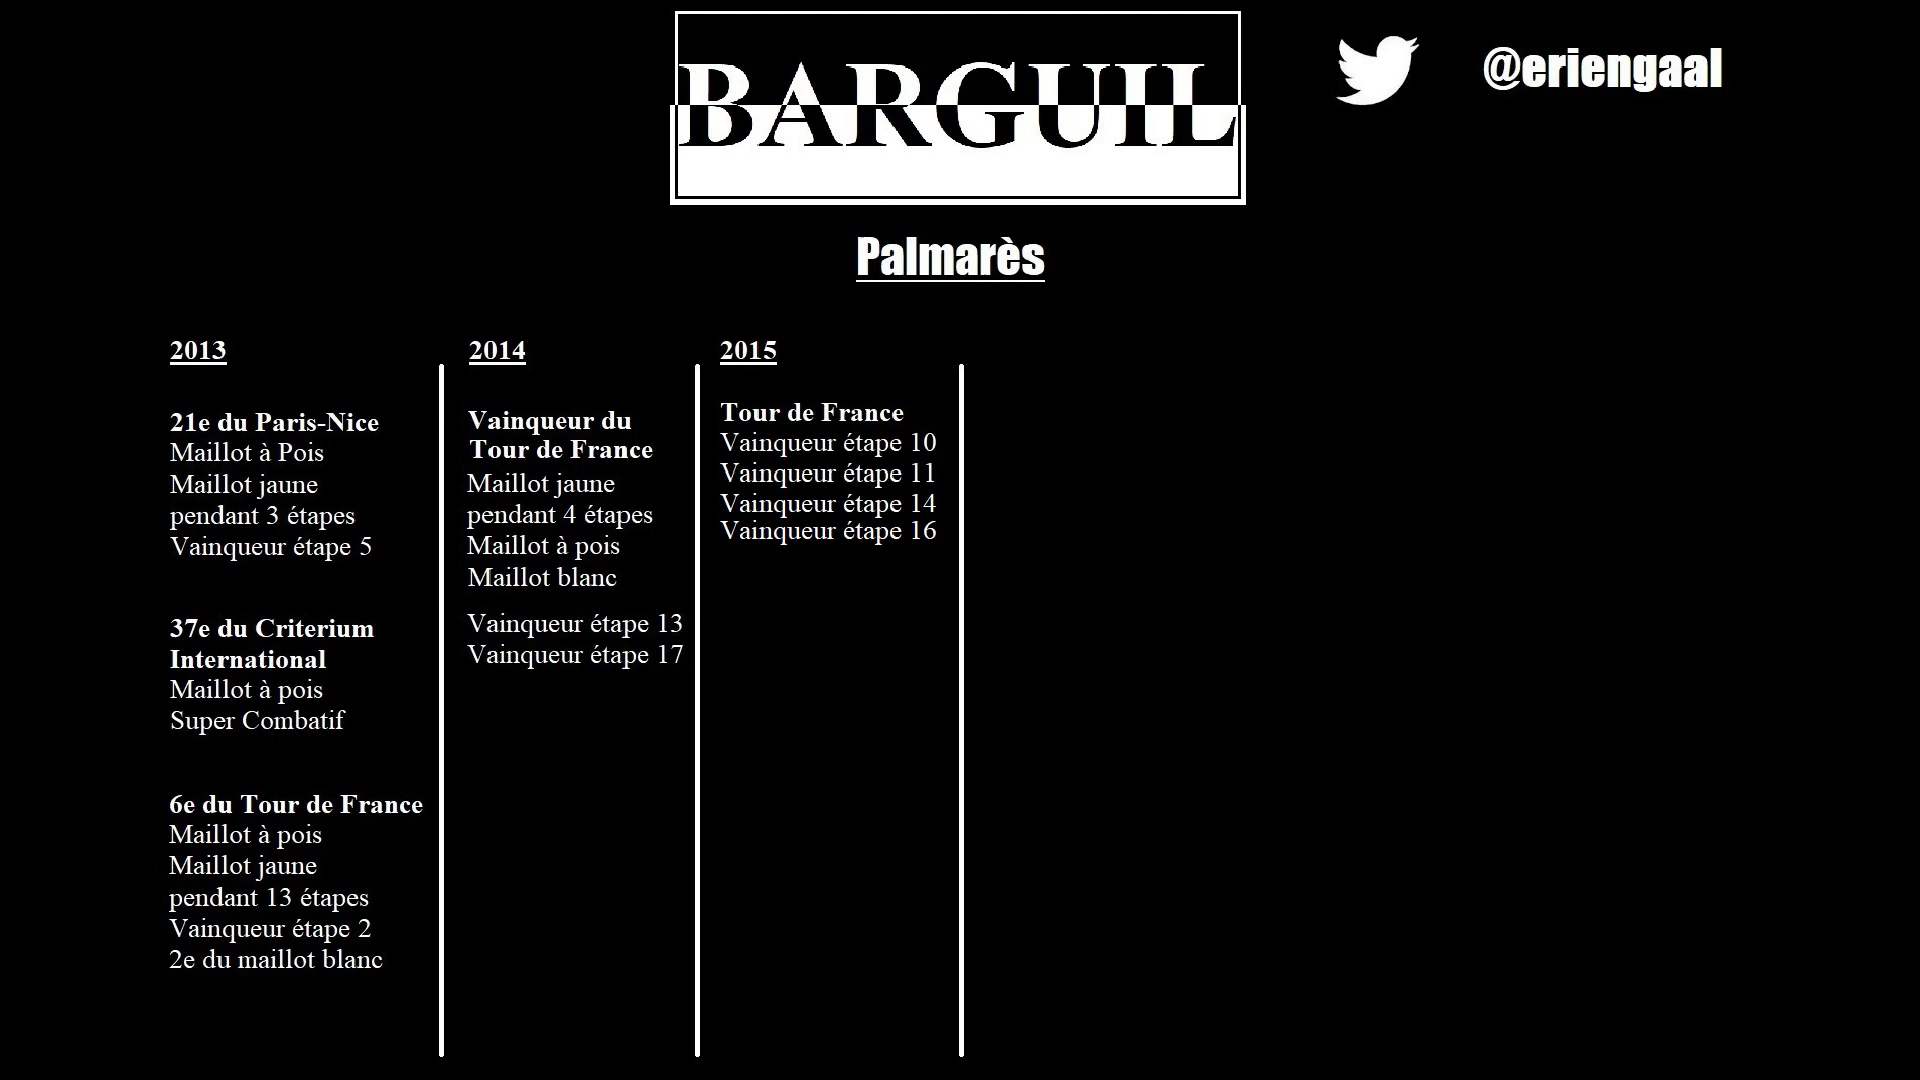 BARGUIL
@eriengaal
Palmarès
2013
21e du Paris-Nice
Maillot à Pois
Maillot jaune
pendant 3 étapes
Vainqueur étape 5
37e du Criterium
International
Maillot à pois
Super Combatif
6e du Tour de France
Maillot à pois
Maillot jaune
pendant 13 étapes
Vainqueur étape 2
2e du maillot blanc
2014
Vainqueur du
Tour de France
Maillot jaune
pendant 4 étapes
Maillot à pois
Maillot blanc
Vainqueur étape 13
Vainqueur étape 17
2015
Tour de France
Vainqueur étape 10
Vainqueur étape 11
Vainqueur étape 14
Vainqueur étape 16